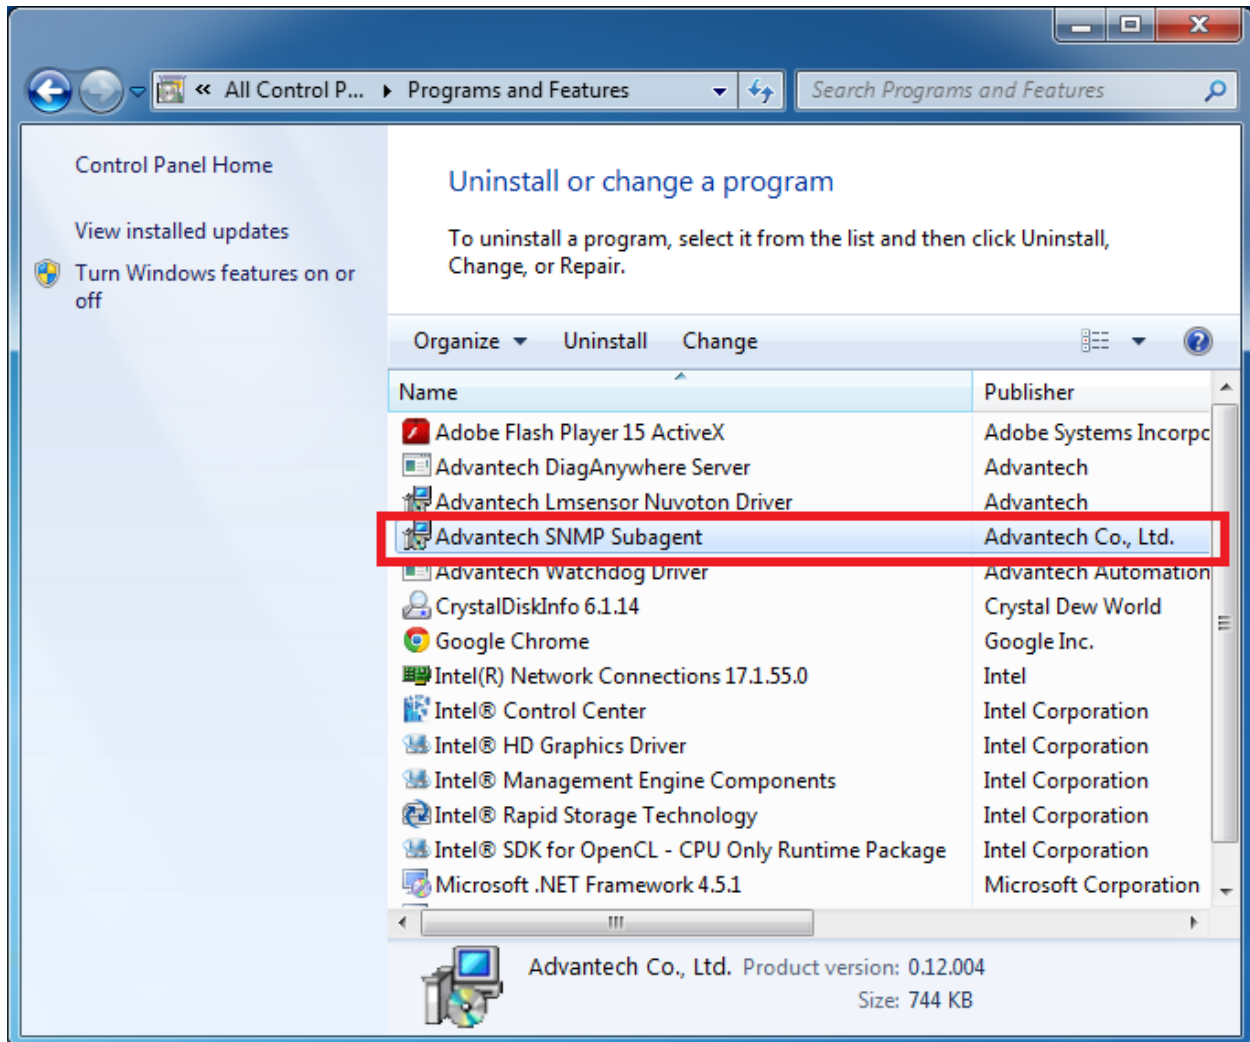 « All Control P... ▸ Programs and Features
Search Programs and Features
Control Panel Home
View installed updates
Turn Windows features on or
off
Uninstall or change a program
To uninstall a program, select it from the list and then click Uninstall,
Change, or Repair.
Organize Uninstall Change
Name Publisher
Adobe Flash Player 15 ActiveX Adobe Systems Incorpc
Advantech DiagAnywhere Server Advantech
Advantech Lmsensor Nuvoton Driver Advantech
Advantech SNMP Subagent Advantech Co., Ltd.
Advantech Watchdog Driver Advantech Automation
CrystalDiskInfo 6.1.14 Crystal Dew World
Google Chrome Google Inc.
Intel(R) Network Connections 17.1.55.0 Intel
Intel® Control Center Intel Corporation
Intel® HD Graphics Driver Intel Corporation
Intel® Management Engine Components Intel Corporation
Intel® Rapid Storage Technology Intel Corporation
Intel® SDK for OpenCL - CPU Only Runtime Package Intel Corporation
Microsoft .NET Framework 4.5.1 Microsoft Corporation
Advantech Co., Ltd. Product version: 0.12.004
Size: 744 KB